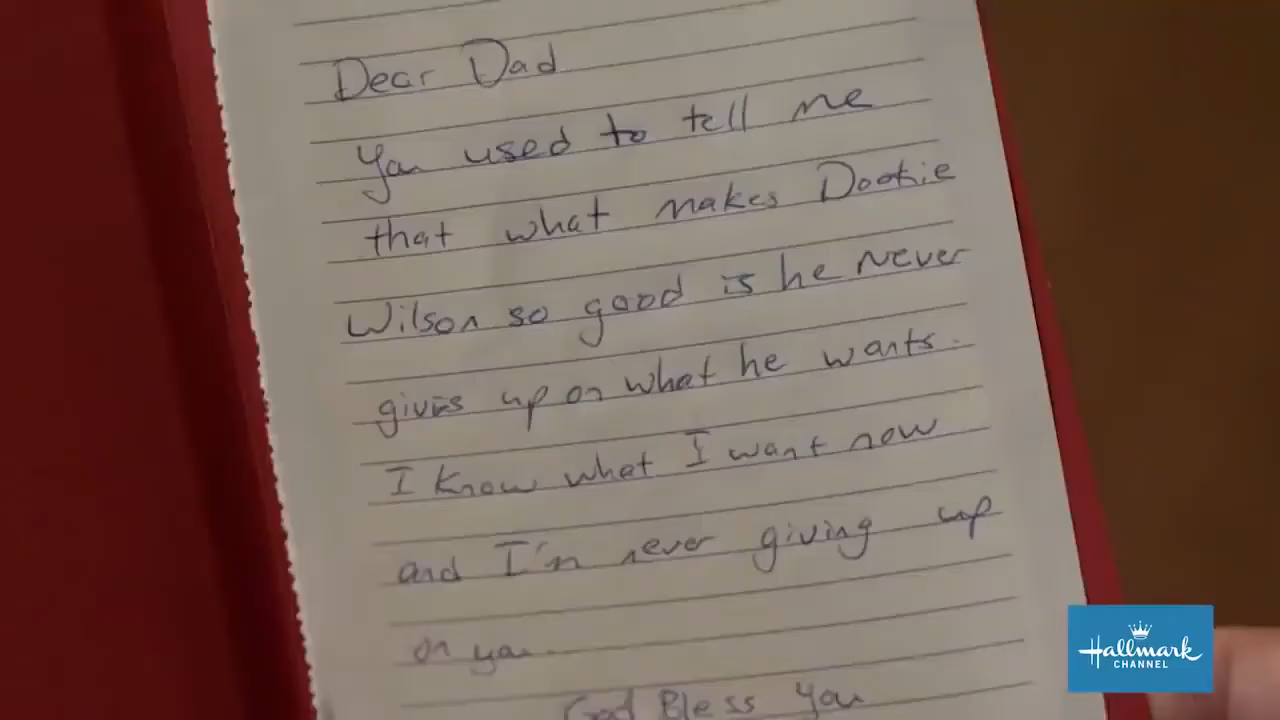 Dear Dad
You used to tell me
that what makes Dookie
Wilson so good is he never
gives up on what he wants.
I know what I want now
and I'm never giving up
on you
God Bless You
Hallmark
CHANNEL